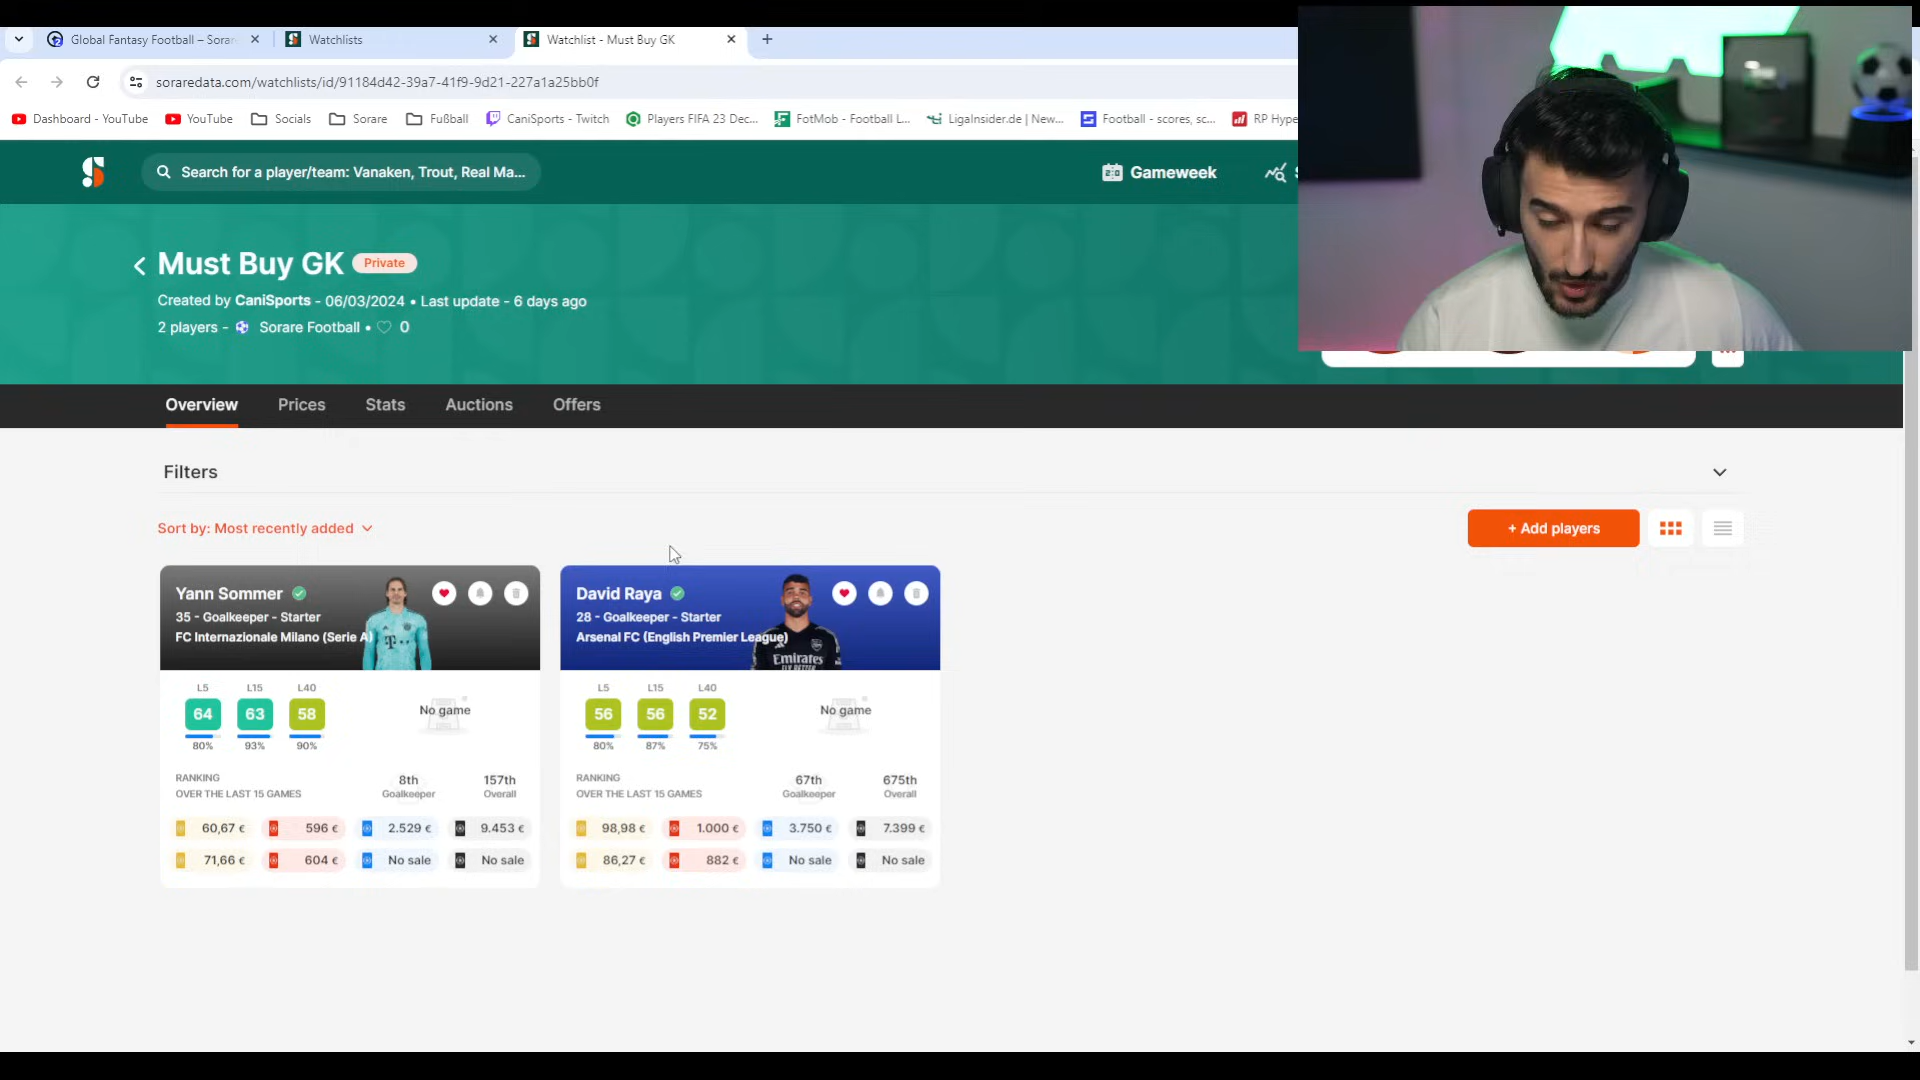 Global Fantasy Football – Sorar
Watchlists
Watchlist - Must Buy GK
soraredata.com/watchlists/id/91184d42-39a7-41f9-9d21-227a1a25bb0f
Dashboard - YouTube
YouTube
Socials
Sorare
Fußball
CaniSports - Twitch
Players FIFA 23 Dec...
FotMob - Football L...
LigaInsider.de | New...
Football - scores, sc...
RP Hype
Search for a player/team: Vanaken, Trout, Real Ma...
Gameweek
Must Buy GK Private
Created by CaniSports - 06/03/2024 • Last update - 6 days ago
2 players - Sorare Football • 0
Overview Prices Stats Auctions Offers
Filters
Sort by: Most recently added
+ Add players
Yann Sommer
35 - Goalkeeper - Starter
FC Internazionale Milano (Serie A)
L5 L15 L40
64 63 58
80% 93% 90%
No game
RANKING
OVER THE LAST 15 GAMES
8th
Goalkeeper
157th
Overall
60,67 € 596 € 2.529 € 9.453 €
71,66 € 604 € No sale No sale
David Raya
28 - Goalkeeper - Starter
Arsenal FC (English Premier League)
Emirates
L5 L15 L40
56 56 52
80% 87% 75%
No game
RANKING
OVER THE LAST 15 GAMES
67th
Goalkeeper
675th
Overall
98,98 € 1.000 € 3.750 € 7.399 €
86,27 € 882 € No sale No sale